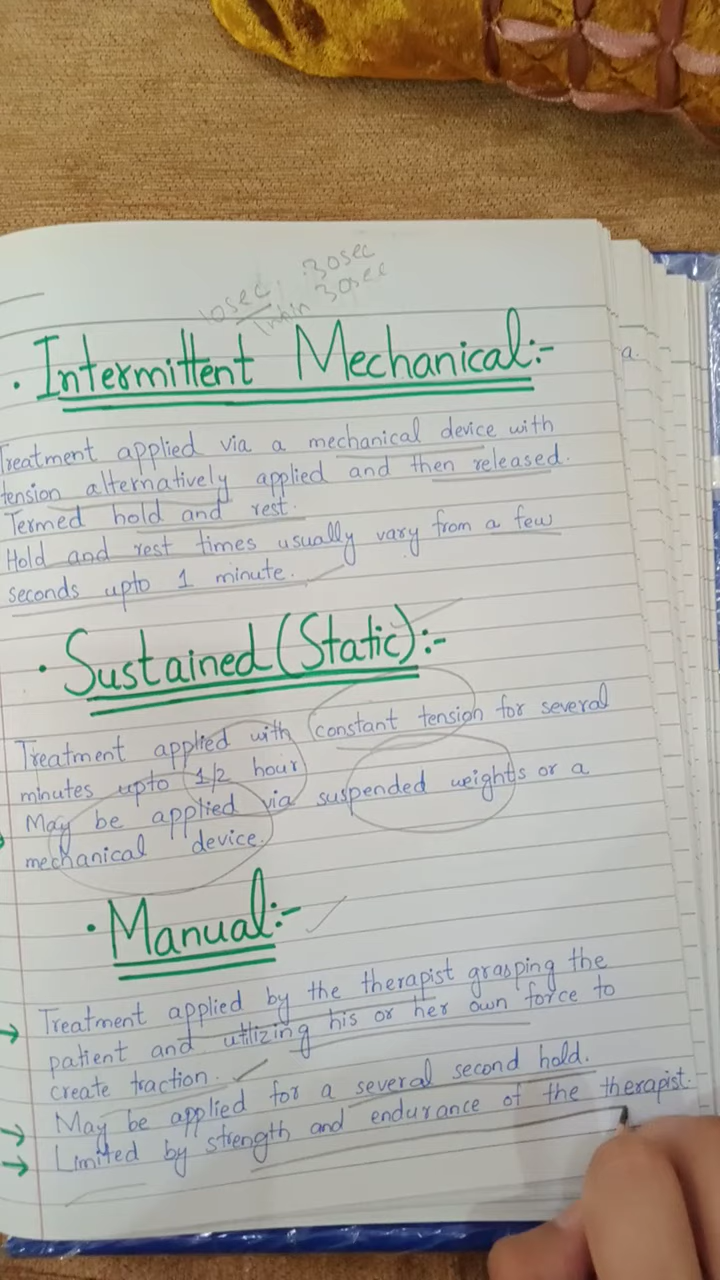 30sec
10sec 30sec
1min
• Intermittent Mechanical:-
a.
Treatment applied via a mechanical device with
tension alternatively applied and then released.
Termed hold and rest.
Hold and rest times usually vary from a few
seconds upto 1 minute.
• Sustained (Static):-
Treatment applied with constant tension for several
minutes upto 1/2 hour
May be applied via suspended weights or a
mechanical device.
• Manual:-
→ Treatment applied by the therapist grasping the
patient and utilizing his or her own force to
create traction.
→ May be applied for a several second hold.
→ Limited by strength and endurance of the therapist.